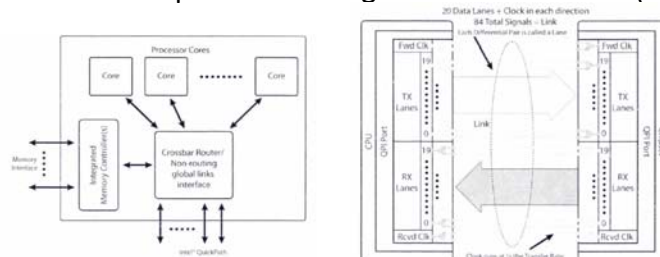 Processor Cores
Core
Core
Core
Integrated
Memory Controller(s)
Memory
Interface
Crossbar Router/
Non-routing
global links
interface
Intel® QuickPath
20 Data Lanes + Clock in each direction
84 Total Signals = Link
Each Differential Pair is called a Lane
Fwd Clk
19
TX
Lanes
0
19
RX
Lanes
0
Rcvd Clk
CPU
QPI Port
Link
Fwd Clk
19
TX
Lanes
0
19
RX
Lanes
0
Rcvd Clk
QPI Port